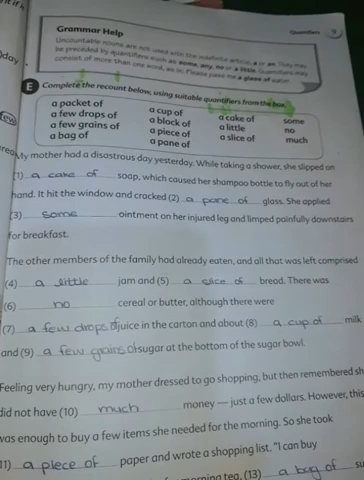 Grammar Help
Quantifiers
Uncountable nouns are not used with the indefinite article, a or an. They may
be preceded by quantifiers such as some, any, no or a little. Quantifiers may
consist of more than one word, as in: Please pass me a glass of water.
day
E Complete the recount below, using suitable quantifiers from the box.
a packet of a cup of a cake of some
a few drops of a block of a little no
a few grains of a piece of a slice of much
a bag of a pane of
My mother had a disastrous day yesterday. While taking a shower, she slipped on
(1) a cake of soap, which caused her shampoo bottle to fly out of her
hand. It hit the window and cracked (2) a pane of glass. She applied
(3) some ointment on her injured leg and limped painfully downstairs
for breakfast.
The other members of the family had already eaten, and all that was left comprised
(4) a little jam and (5) a slice of bread. There was
(6) no cereal or butter, although there were
(7) a few drops of juice in the carton and about (8) a cup of milk
and (9) a few grains of sugar at the bottom of the sugar bowl.
Feeling very hungry, my mother dressed to go shopping, but then remembered sh
did not have (10) much money — just a few dollars. However, this
was enough to buy a few items she needed for the morning. So she took
11) a piece of paper and wrote a shopping list. "I can buy
morning tea, (13) a bag of su